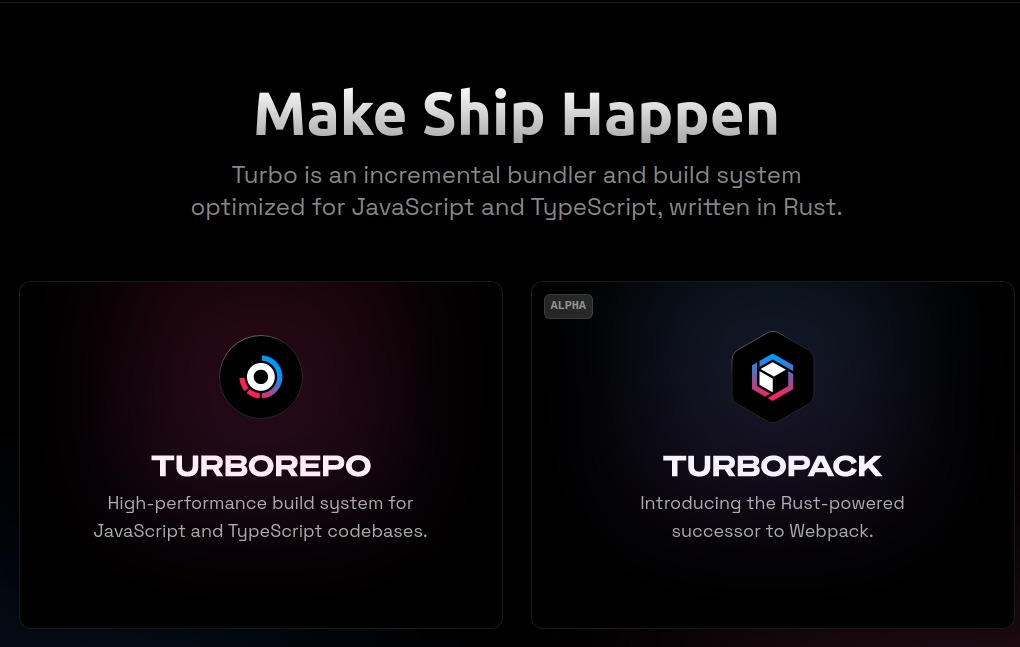 Make Ship Happen
Turbo is an incremental bundler and build system
optimized for JavaScript and TypeScript, written in Rust.
TURBOREPO
High-performance build system for
JavaScript and TypeScript codebases.
ALPHA
TURBOPACK
Introducing the Rust-powered
successor to Webpack.